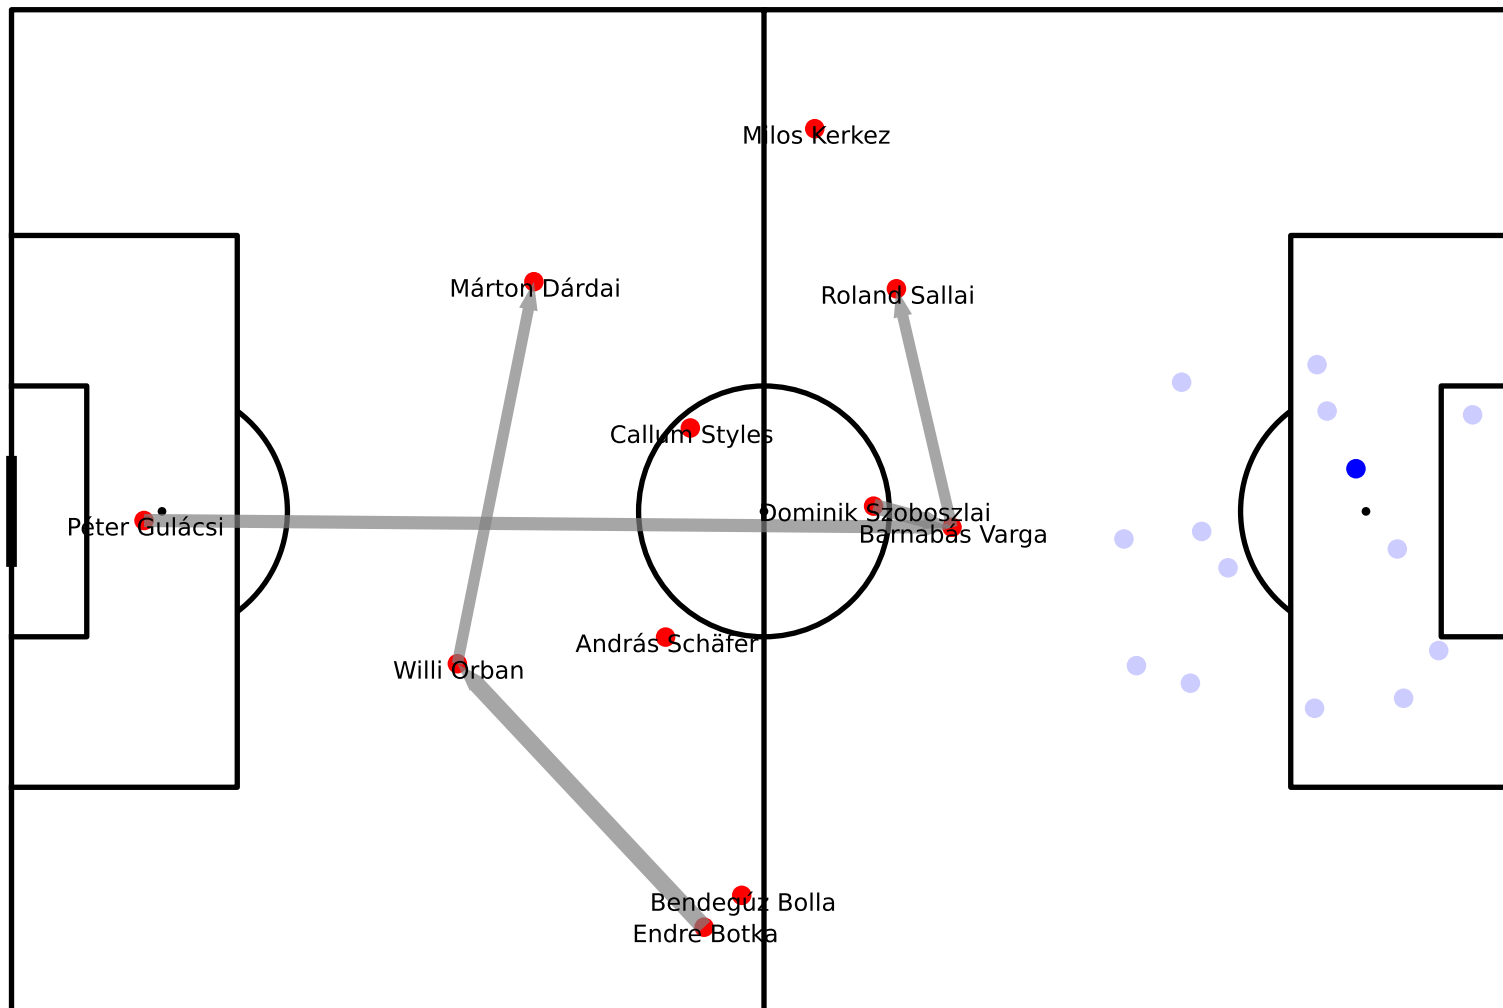 Milos Kerkez
Márton Dárdai
Roland Sallai
Callum Styles
Dominik Szoboszlai
Péter Gulácsi
Barnabás Varga
András Schäfer
Willi Orban
Bendegúz Bolla
Endre Botka